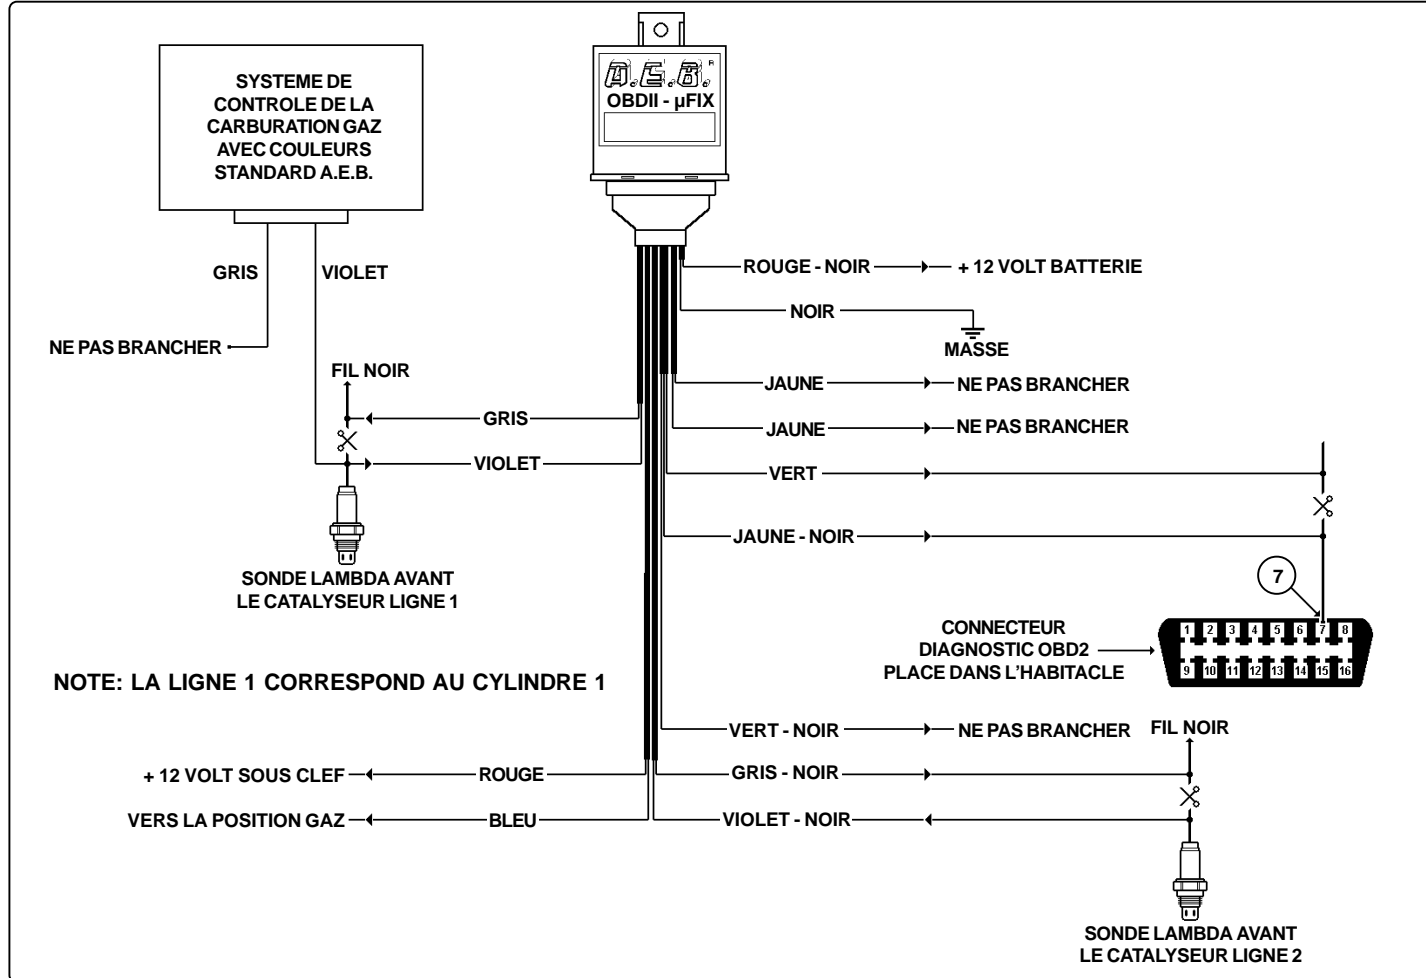 SYSTEME DE
CONTROLE DE LA
CARBURATION GAZ
AVEC COULEURS
STANDARD A.E.B.
A.E.B.®
OBDII - µFIX
GRIS
VIOLET
NE PAS BRANCHER
FIL NOIR
GRIS
VIOLET
SONDE LAMBDA AVANT
LE CATALYSEUR LIGNE 1
ROUGE - NOIR
+ 12 VOLT BATTERIE
NOIR
MASSE
JAUNE
NE PAS BRANCHER
JAUNE
NE PAS BRANCHER
VERT
JAUNE - NOIR
7
CONNECTEUR
DIAGNOSTIC OBD2
PLACE DANS L'HABITACLE
1 2 3 4 5 6 7 8
9 10 11 12 13 14 15 16
NOTE: LA LIGNE 1 CORRESPOND AU CYLINDRE 1
VERT - NOIR
NE PAS BRANCHER
FIL NOIR
+ 12 VOLT SOUS CLEF
ROUGE
GRIS - NOIR
VERS LA POSITION GAZ
BLEU
VIOLET - NOIR
SONDE LAMBDA AVANT
LE CATALYSEUR LIGNE 2